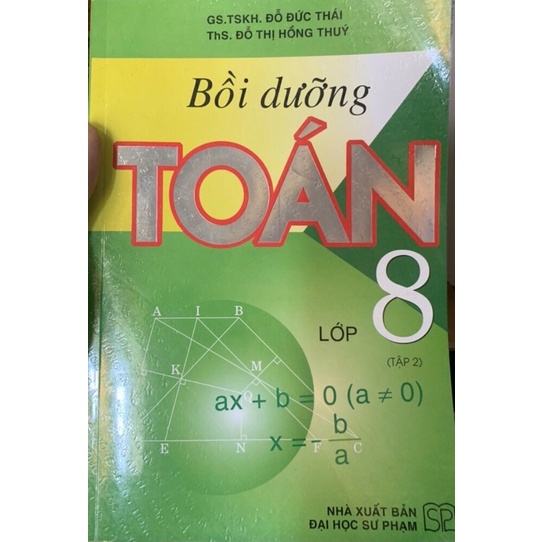 GS.TSKH. ĐỖ ĐỨC THÁI
ThS. ĐỖ THỊ HỒNG THUÝ
Bồi dưỡng
TOÁN
LỚP 8
(TẬP 2)
A I B
K M
Q
ax + b = 0 (a ≠ 0)
x = - b/a
E N F C
NHÀ XUẤT BẢN
ĐẠI HỌC SƯ PHẠM
SP